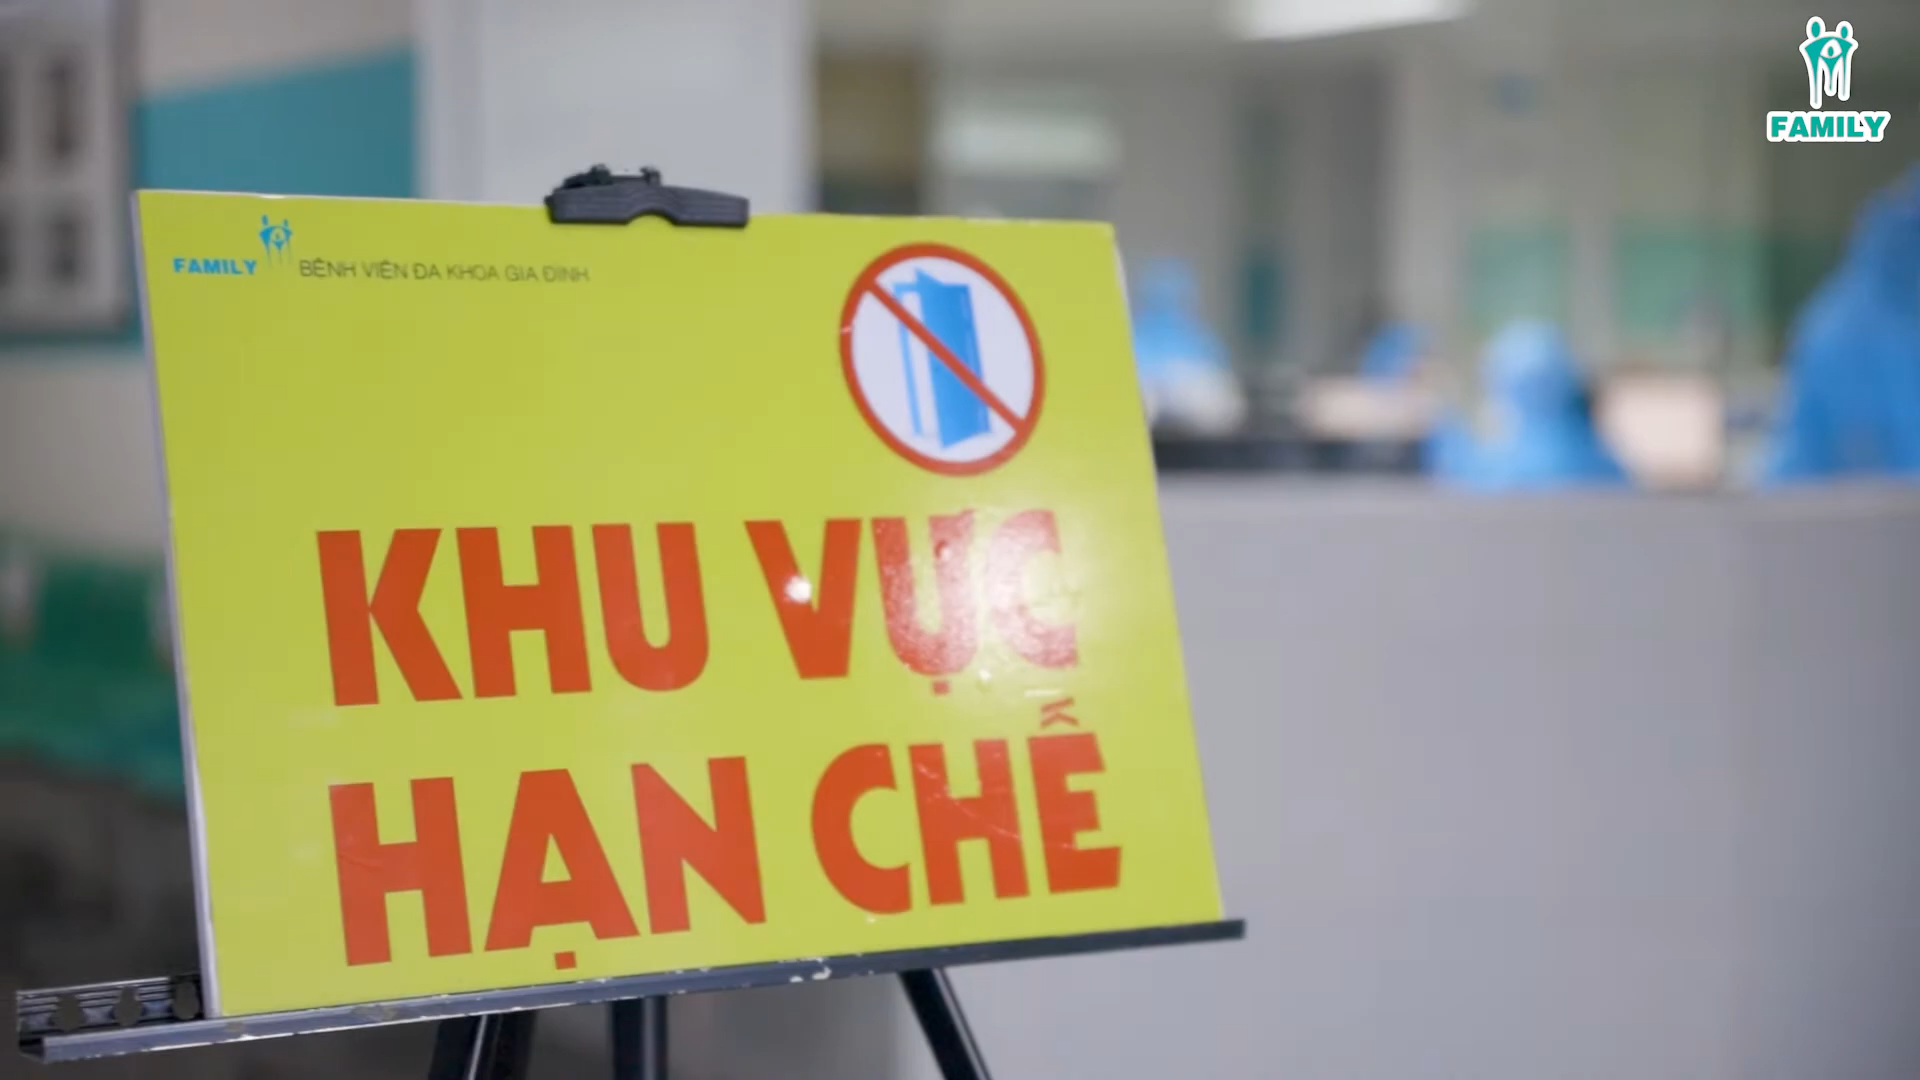 FAMILY
FAMILY BỆNH VIỆN ĐA KHOA GIA ĐÌNH
KHU VỰC
HẠN CHẾ